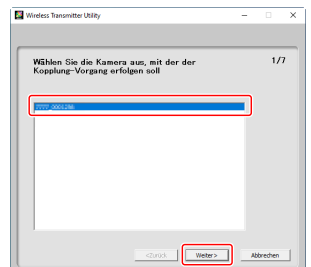 Wireless Transmitter Utility
Wählen Sie die Kamera aus, mit der der
Kopplung-Vorgang erfolgen soll
1/7
7777_0001286
<Zurück
Weiter>
Abbrechen